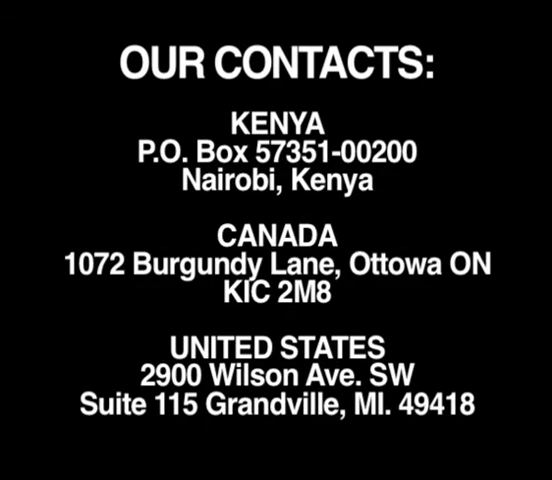 OUR CONTACTS:
KENYA
P.O. Box 57351-00200
Nairobi, Kenya
CANADA
1072 Burgundy Lane, Ottowa ON
KIC 2M8
UNITED STATES
2900 Wilson Ave. SW
Suite 115 Grandville, MI. 49418